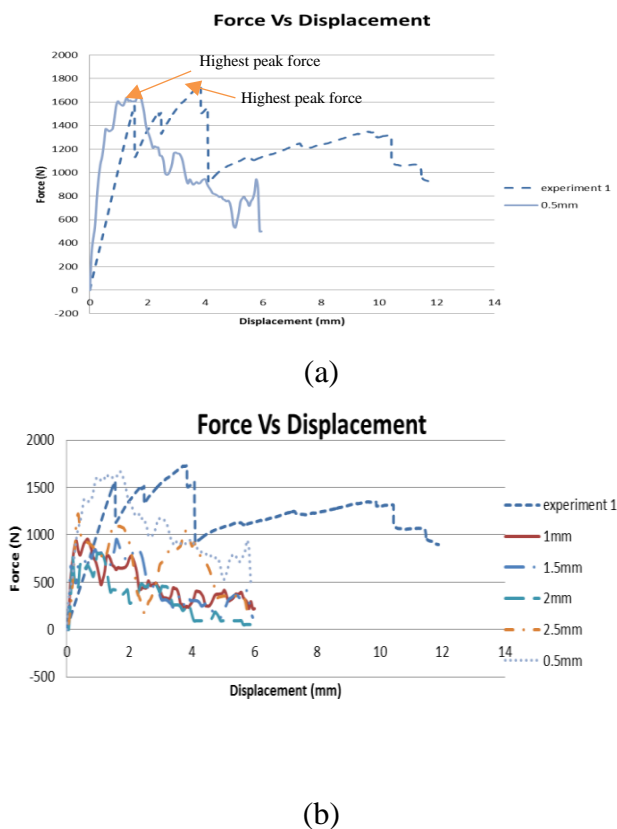 Force Vs Displacement
Highest peak force
Highest peak force
Force (N)
2000
1800
1600
1400
1200
1000
800
600
400
200
0
-200
0 2 4 6 8 10 12 14
Displacement (mm)
experiment 1
0.5mm
(a)
Force Vs Displacement
Force (N)
2000
1500
1000
500
0
-500
0 2 4 6 8 10 12 14
Displacement (mm)
experiment 1
1mm
1.5mm
2mm
2.5mm
0.5mm
(b)